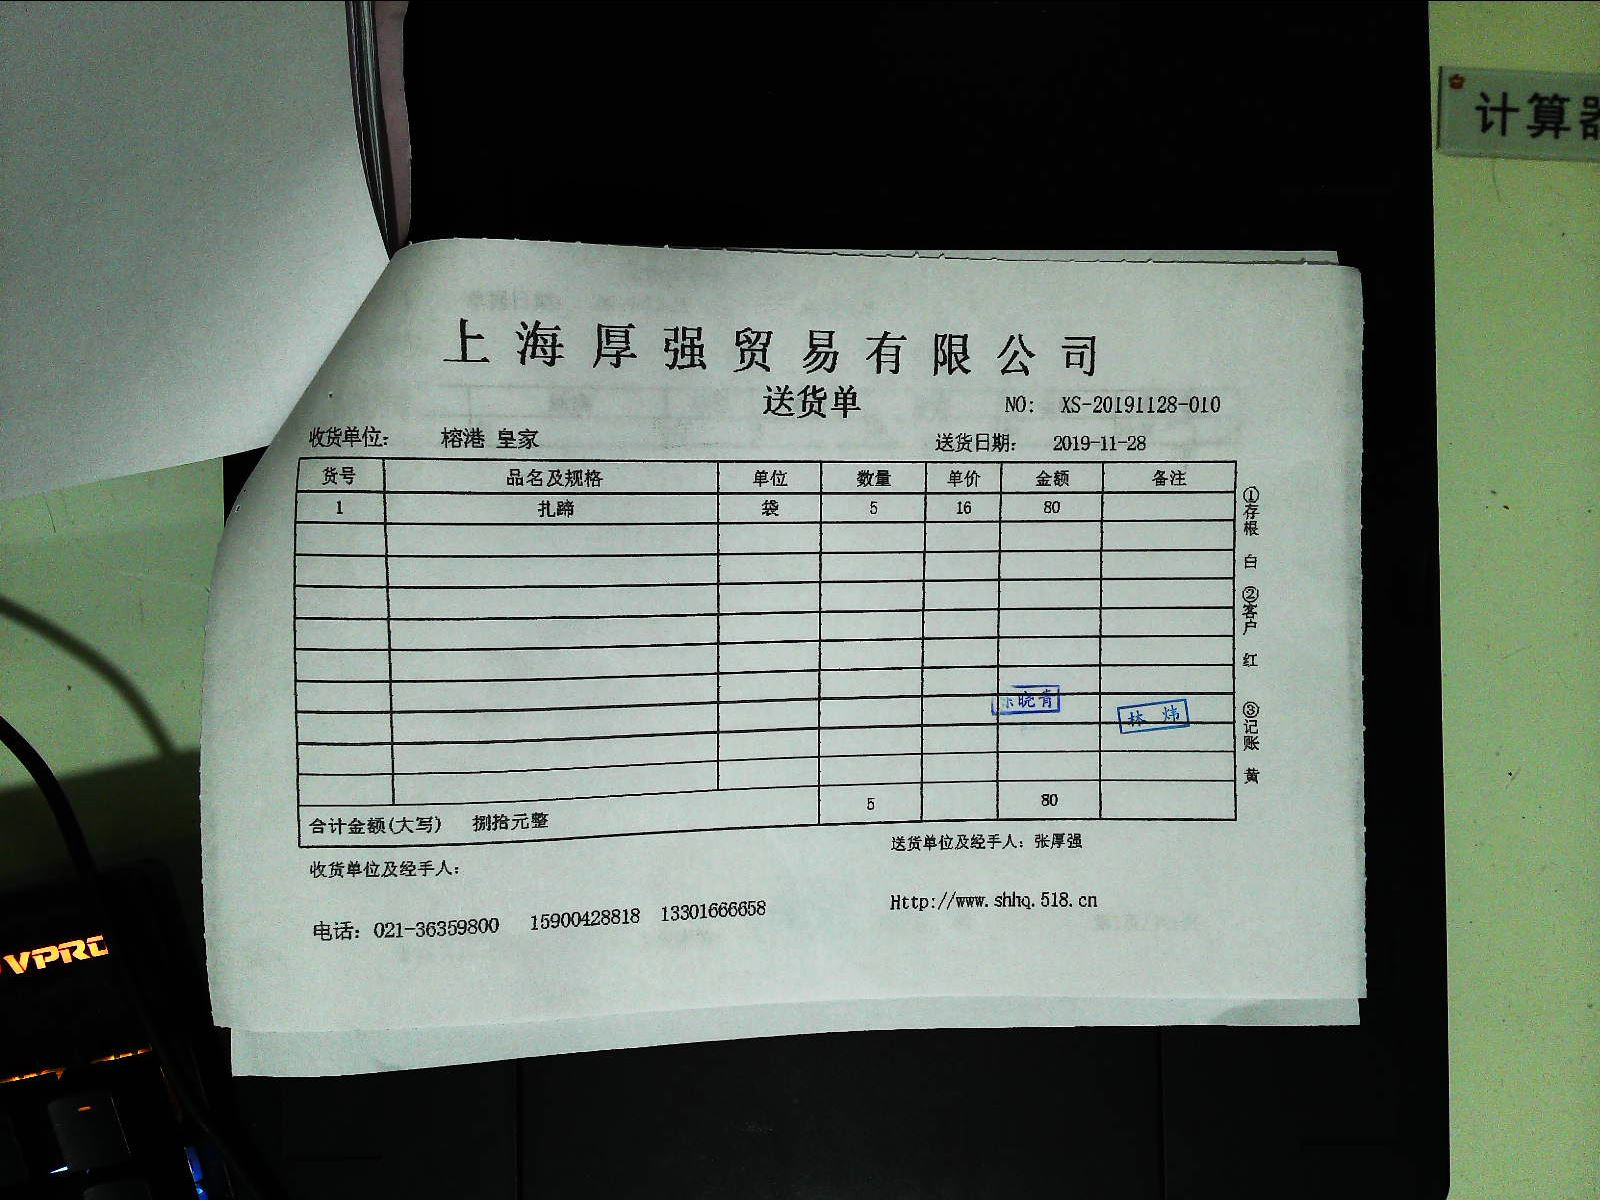 计算器
上海厚强贸易有限公司
送货单
NO: XS-20191128-010
收货单位: 榕港 皇家
送货日期: 2019-11-28
货号 品名及规格 单位 数量 单价 金额 备注
1 扎蹄 袋 5 16 80
晓青
林炜
5 80
合计金额(大写) 捌拾元整
送货单位及经手人: 张厚强
收货单位及经手人:
Http://www.shhq.518.cn
电话: 021-36359800 15900428818 13301666658
①存根 白 ②客户 红 ③记账 黄
VPRO